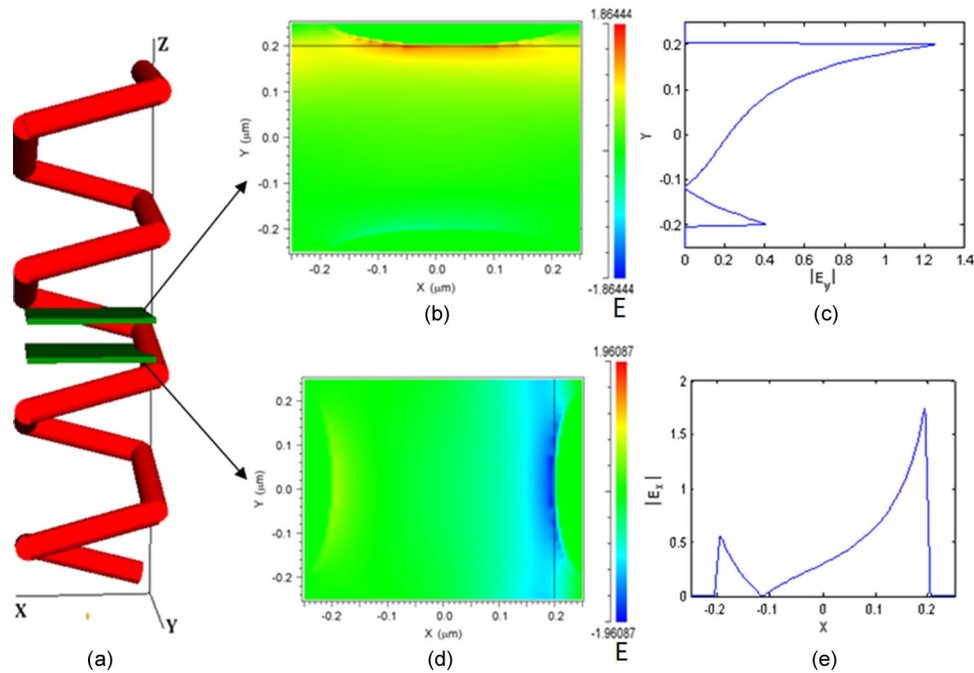 Z
X
Y
(a)
1.86444
0.2
0.1
0.0
-0.1
-0.2
Y (μm)
-0.2 -0.1 0.0 0.1 0.2
X (μm)
-1.86444
E
(b)
0.2
0.1
0
-0.1
-0.2
Y
0 0.2 0.4 0.6 0.8 1 1.2 1.4
|E_y|
(c)
1.96087
0.2
0.1
0.0
-0.1
-0.2
Y (μm)
-0.2 -0.1 0.0 0.1 0.2
X (μm)
-1.96087
E
(d)
2
1.5
1
0.5
0
|E_x|
-0.2 -0.1 0 0.1 0.2
X
(e)